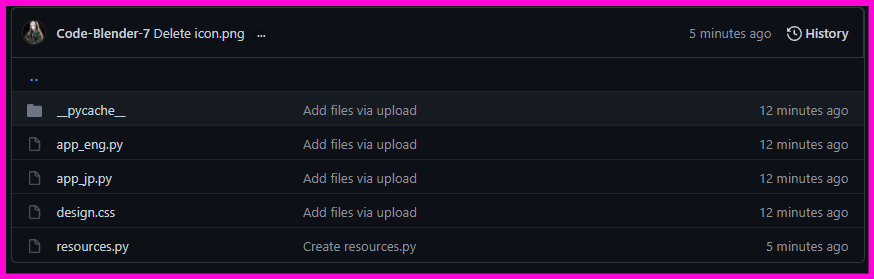 Code-Blender-7 Delete icon.png ... 5 minutes ago History
..
__pycache__ Add files via upload 12 minutes ago
app_eng.py Add files via upload 12 minutes ago
app_jp.py Add files via upload 12 minutes ago
design.css Add files via upload 12 minutes ago
resources.py Create resources.py 5 minutes ago